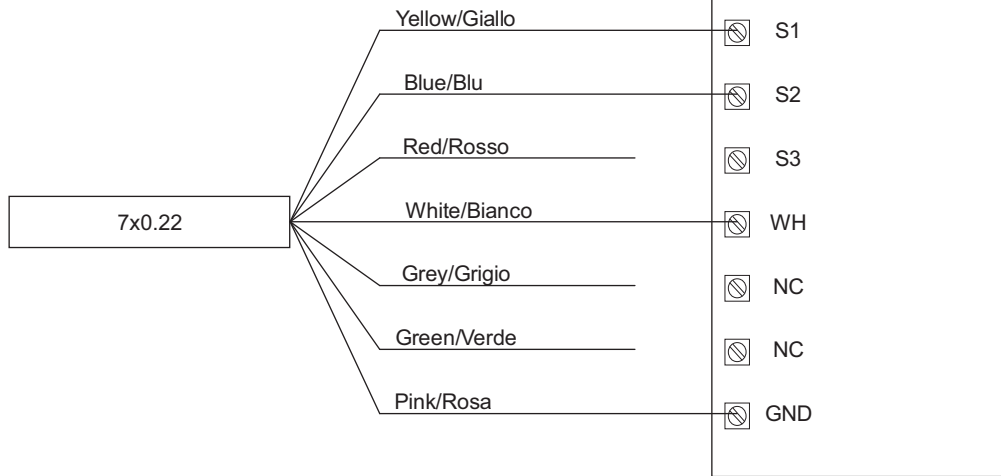 Yellow/Giallo
S1
Blue/Blu
S2
Red/Rosso
S3
7x0.22
White/Bianco
WH
Grey/Grigio
NC
Green/Verde
NC
Pink/Rosa
GND